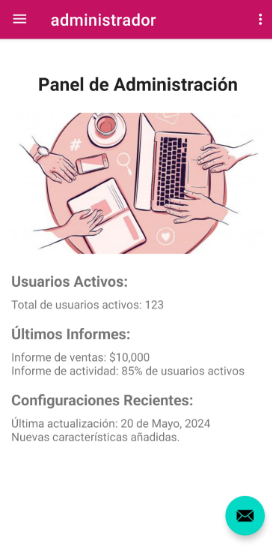 administrador
Panel de Administración
#
Usuarios Activos:
Total de usuarios activos: 123
Últimos Informes:
Informe de ventas: $10,000
Informe de actividad: 85% de usuarios activos
Configuraciones Recientes:
Última actualización: 20 de Mayo, 2024
Nuevas características añadidas.